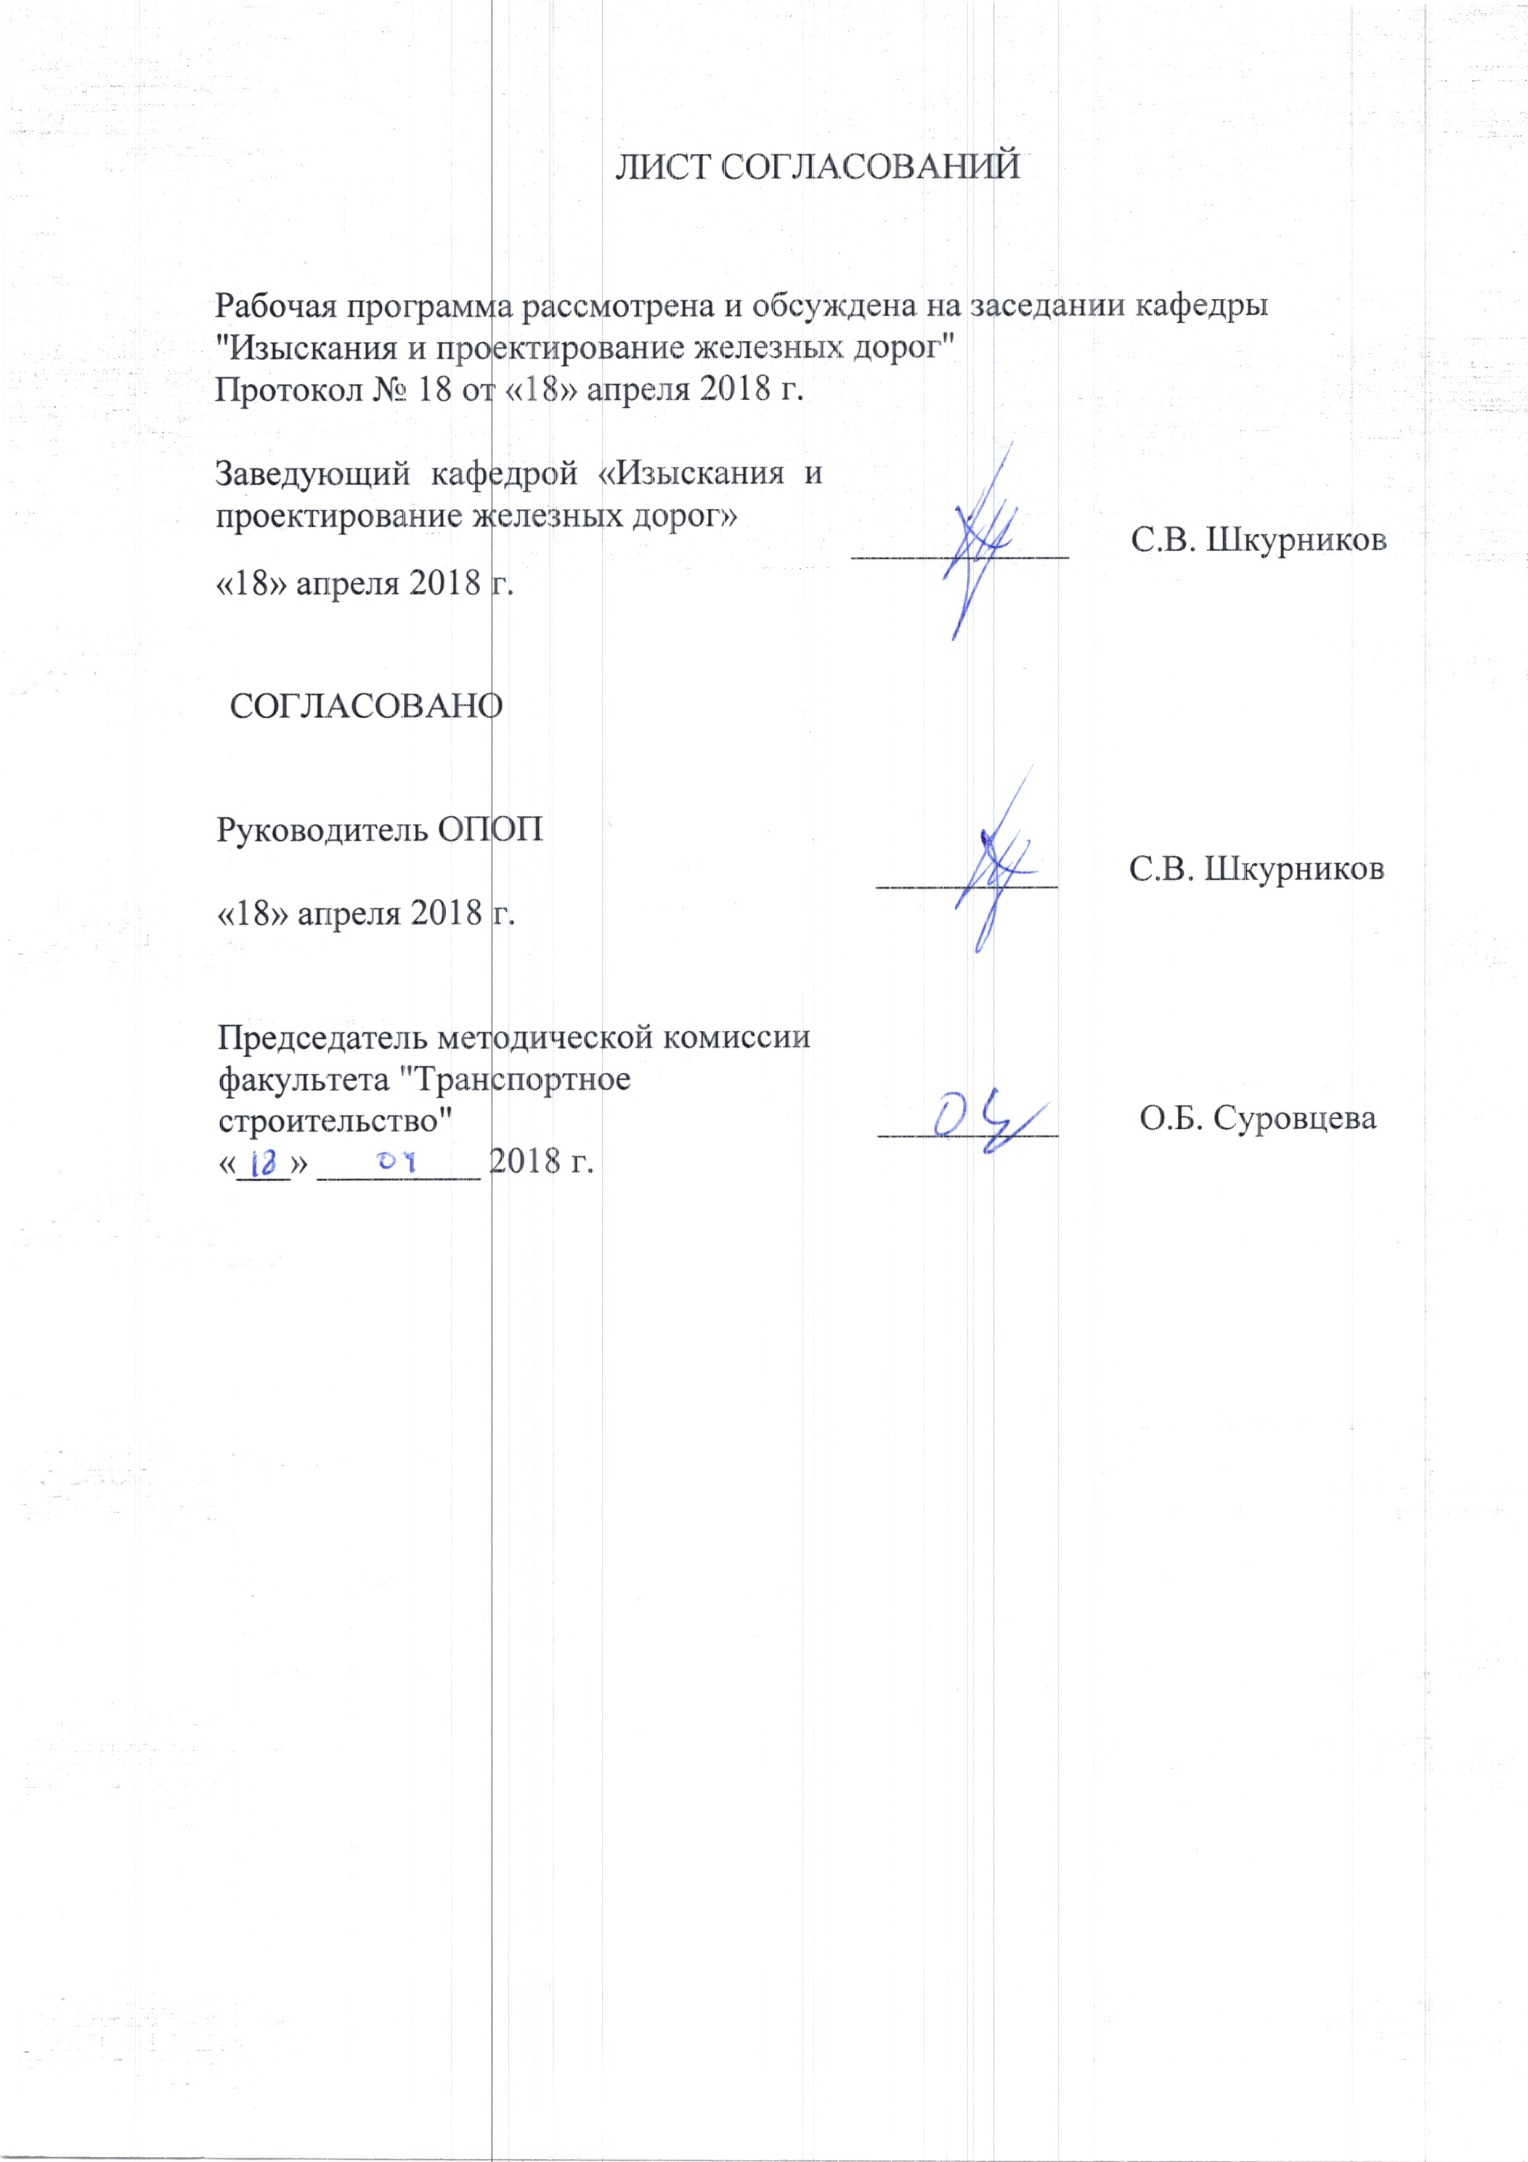 ЛИСТ СОГЛАСОВАНИЙ
Рабочая программа рассмотрена и обсуждена на заседании кафедры
"Изыскания и проектирование железных дорог"
Протокол № 18 от «18» апреля 2018 г.
Заведующий кафедрой «Изыскания и
проектирование железных дорог»
С.В. Шкурников
«18» апреля 2018 г.
СОГЛАСОВАНО
Руководитель ОПОП
С.В. Шкурников
«18» апреля 2018 г.
Председатель методической комиссии
факультета "Транспортное
строительство"
О.Б. Суровцева
«18» 04 2018 г.